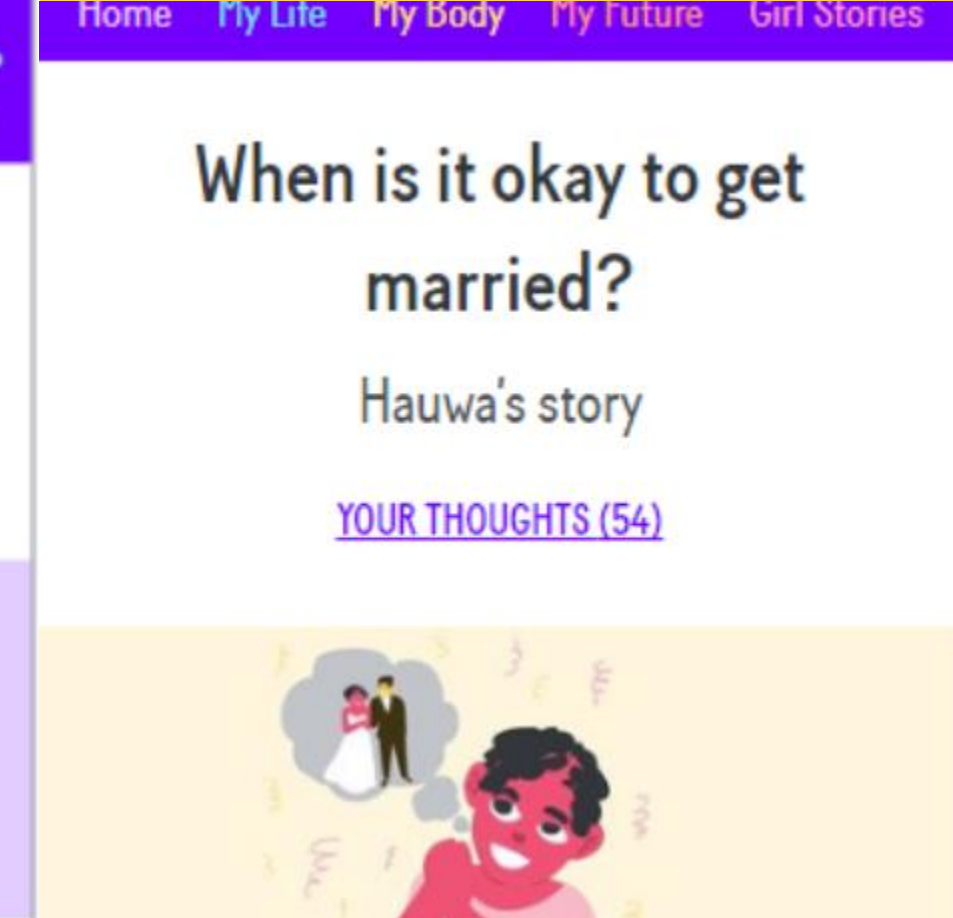 Home My Life My Body My Future Girl Stories
When is it okay to get
married?
Hauwa's story
YOUR THOUGHTS (54)